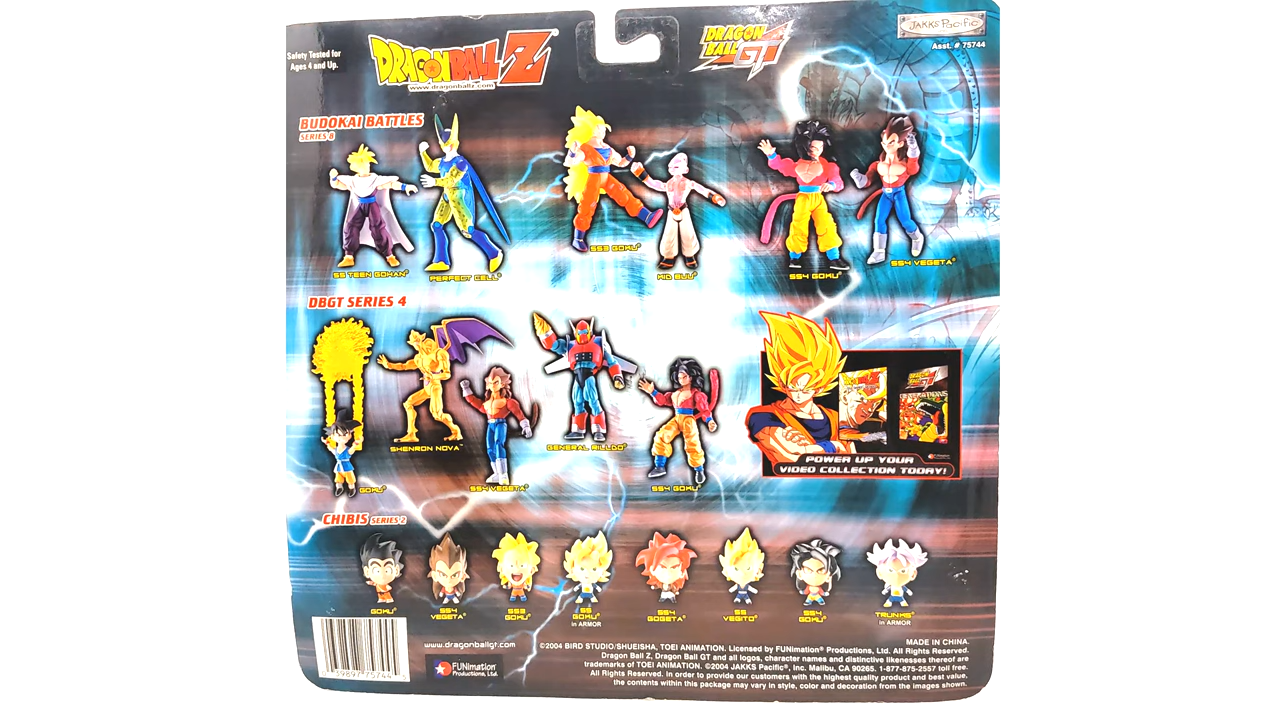 Safety Tested for
Ages 4 and Up.
DRAGONBALL Z®
www.dragonballz.com
DRAGON
BALL GT
JAKKS Pacific®
Asst. # 75744
BUDOKAI BATTLES
SERIES 8
SS TEEN GOHAN®
PERFECT CELL®
SS3 GOKU®
KID BUU®
SS4 GOKU®
SS4 VEGETA®
DBGT SERIES 4
GOKU®
SHENRON NOVA™
SS4 VEGETA®
GENERAL RILLDO®
SS4 GOKU®
POWER UP YOUR
VIDEO COLLECTION TODAY!
CHIBIS SERIES 2
GOKU®
SS4
VEGETA®
SS3
GOKU®
SS
GOKU®
in ARMOR
SS4
GOGETA®
SS
VEGITO®
SS4
GOKU®
TRUNKS®
in ARMOR
39897 75744
www.dragonballgt.com
FUNimation®
Productions, Ltd.
MADE IN CHINA.
©2004 BIRD STUDIO/SHUEISHA, TOEI ANIMATION. Licensed by FUNimation® Productions, Ltd. All Rights Reserved.
Dragon Ball Z, Dragon Ball GT and all logos, character names and distinctive likenesses thereof are
trademarks of TOEI ANIMATION. ©2004 JAKKS Pacific®, Inc. Malibu, CA 90265. 1-877-875-2557 toll free.
All Rights Reserved. In order to provide our customers with the highest quality product and best value,
the contents within this package may vary in style, color and decoration from the images shown.